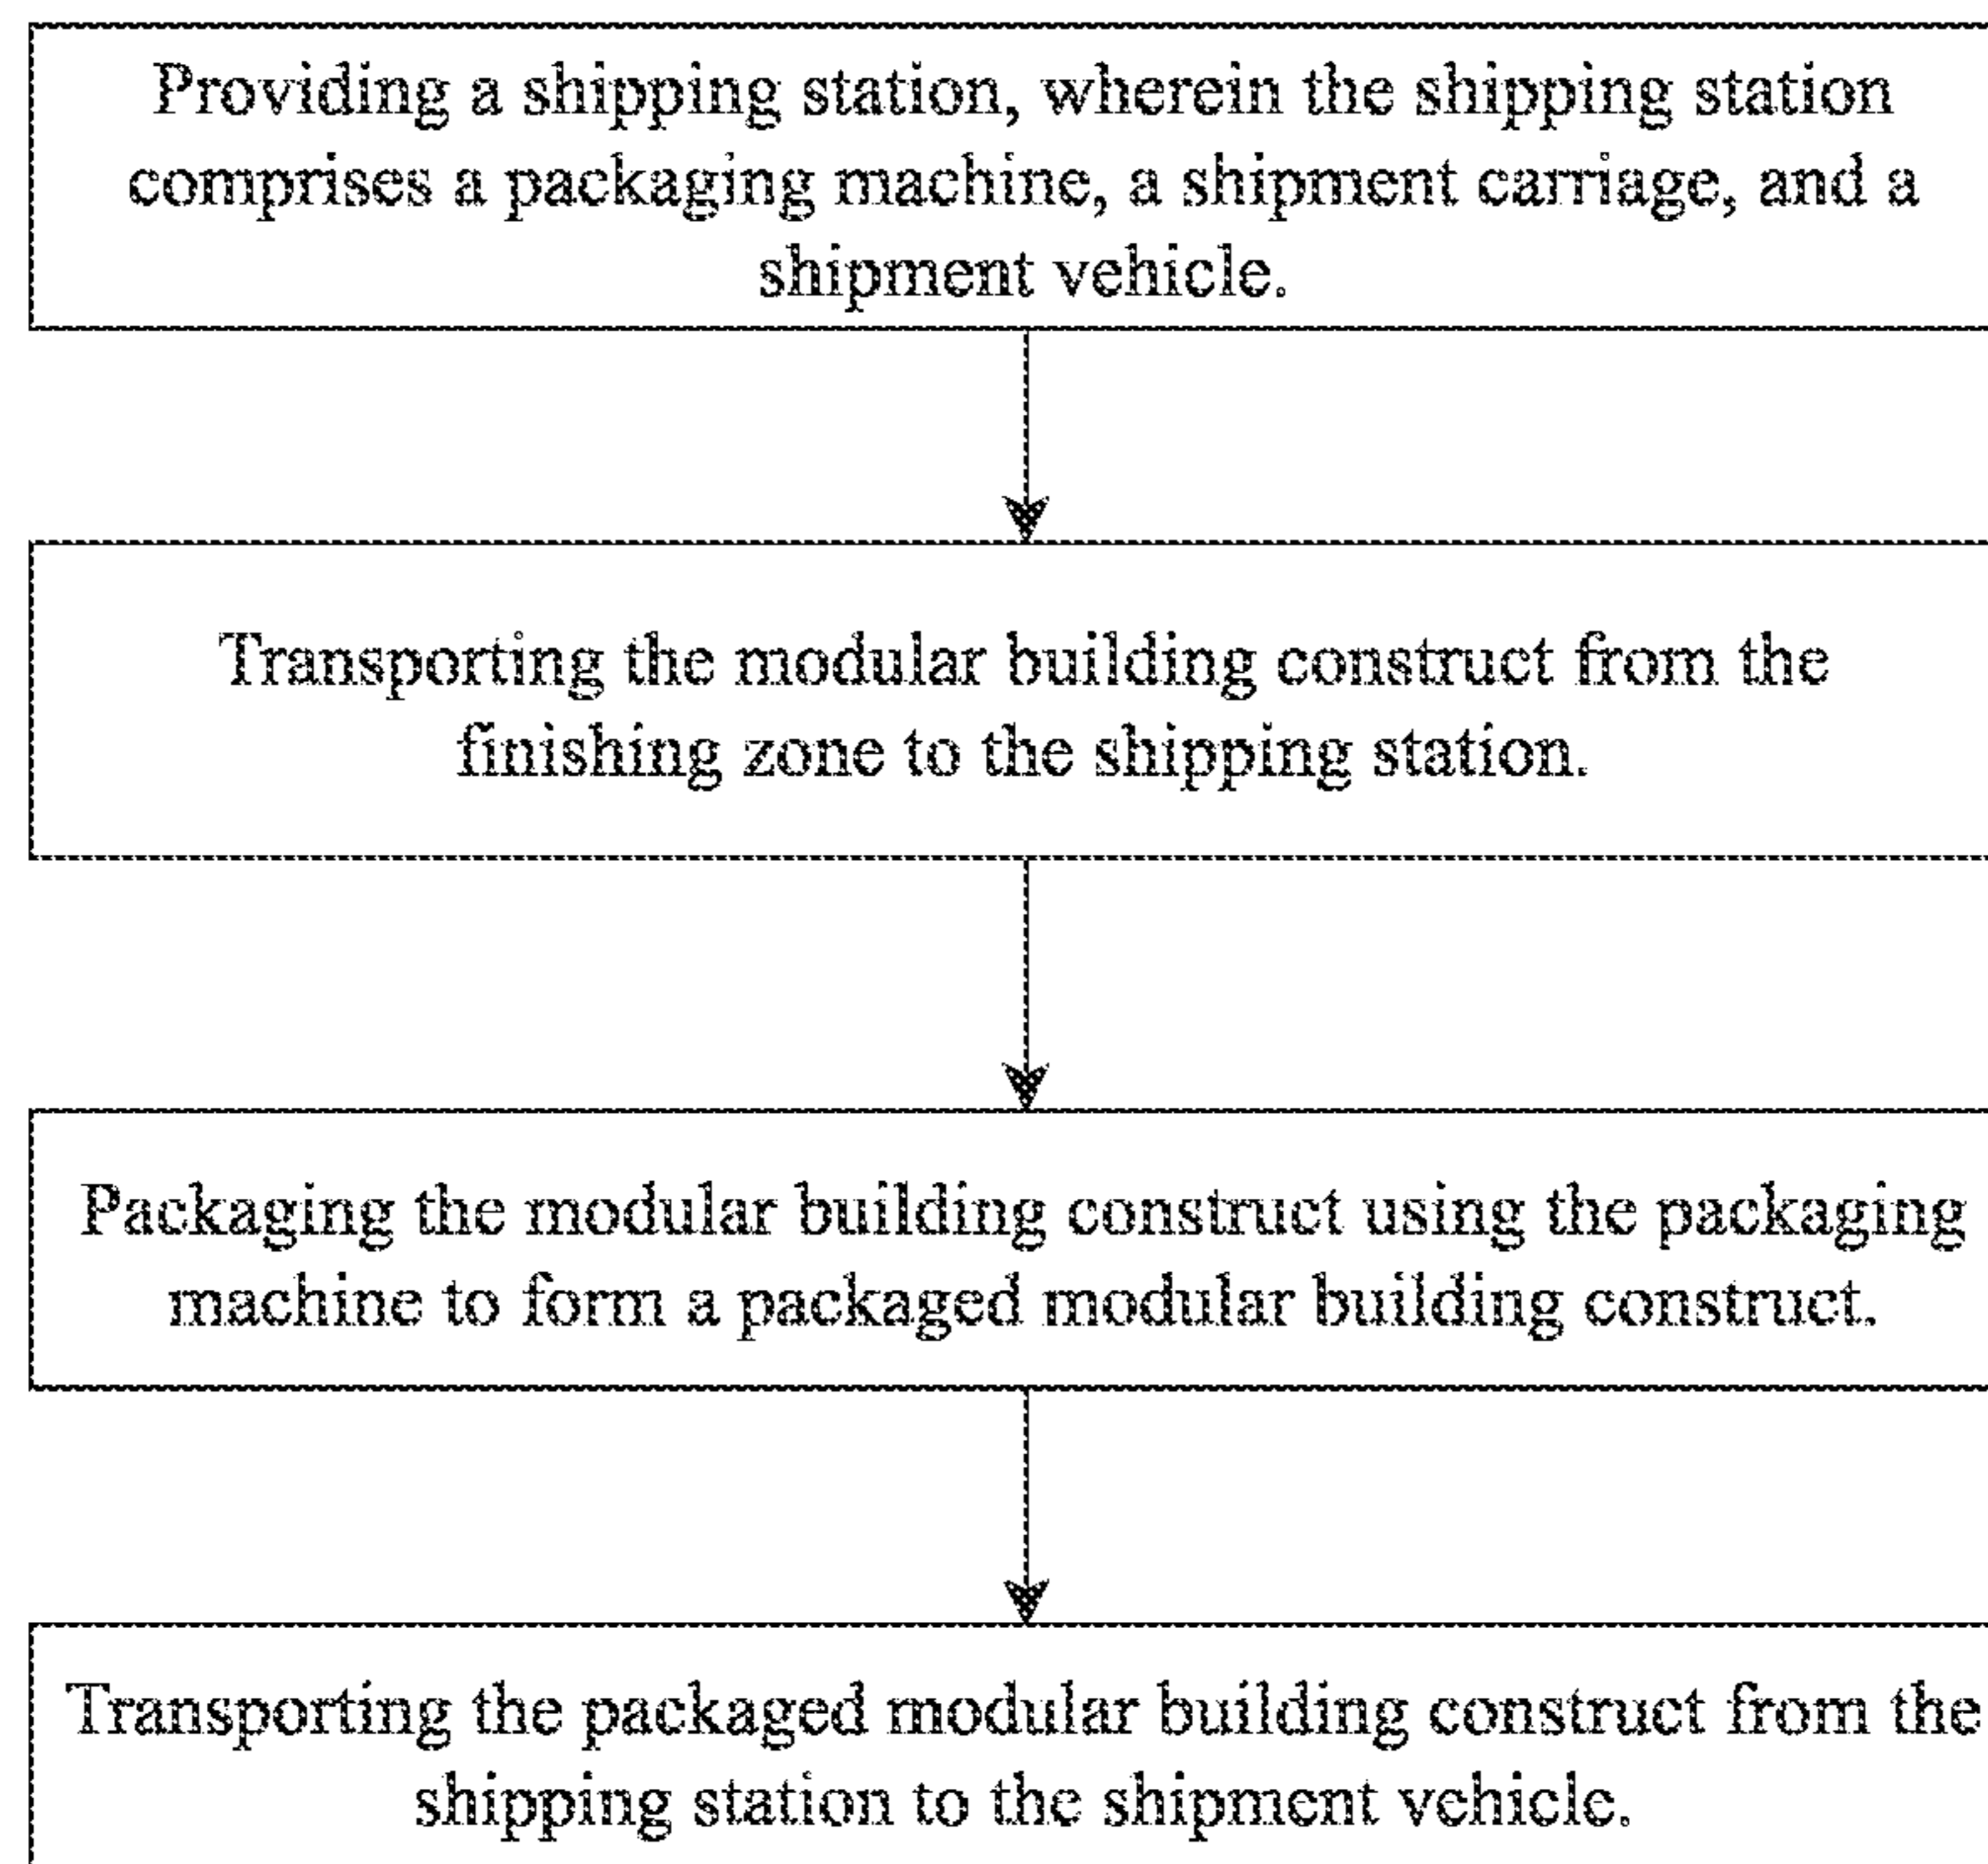 Providing a shipping station, wherein the shipping station
comprises a packaging machine, a shipment carriage, and a
shipment vehicle.
Transporting the modular building construct from the
finishing zone to the shipping station.
Packaging the modular building construct using the packaging
machine to form a packaged modular building construct.
Transporting the packaged modular building construct from the
shipping station to the shipment vehicle.